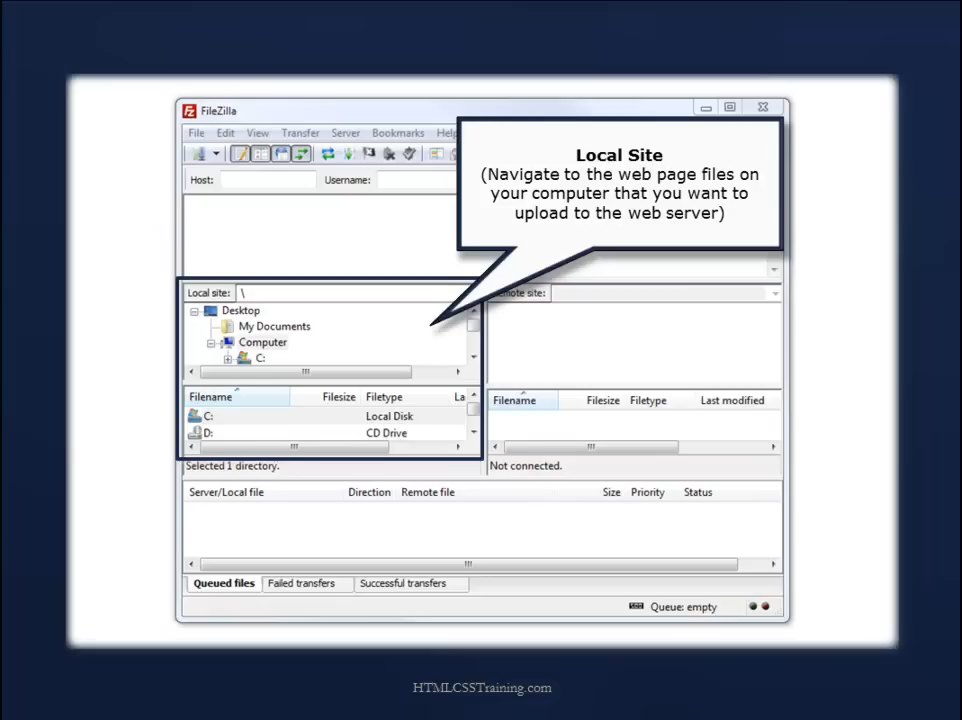 FileZilla
File Edit View Transfer Server Bookmarks
Host: Username:
Local Site
(Navigate to the web page files on
your computer that you want to
upload to the web server)
Local site: \
site:
Desktop
My Documents
Computer
C:
Filename Filesize Filetype
C: Local Disk
D: CD Drive
Selected 1 directory.
Filename Filesize Filetype Last modified
Not connected.
Server/Local file Direction Remote file Size Priority Status
Queued files Failed transfers Successful transfers
Queue: empty
HTMLCSSTraining.com